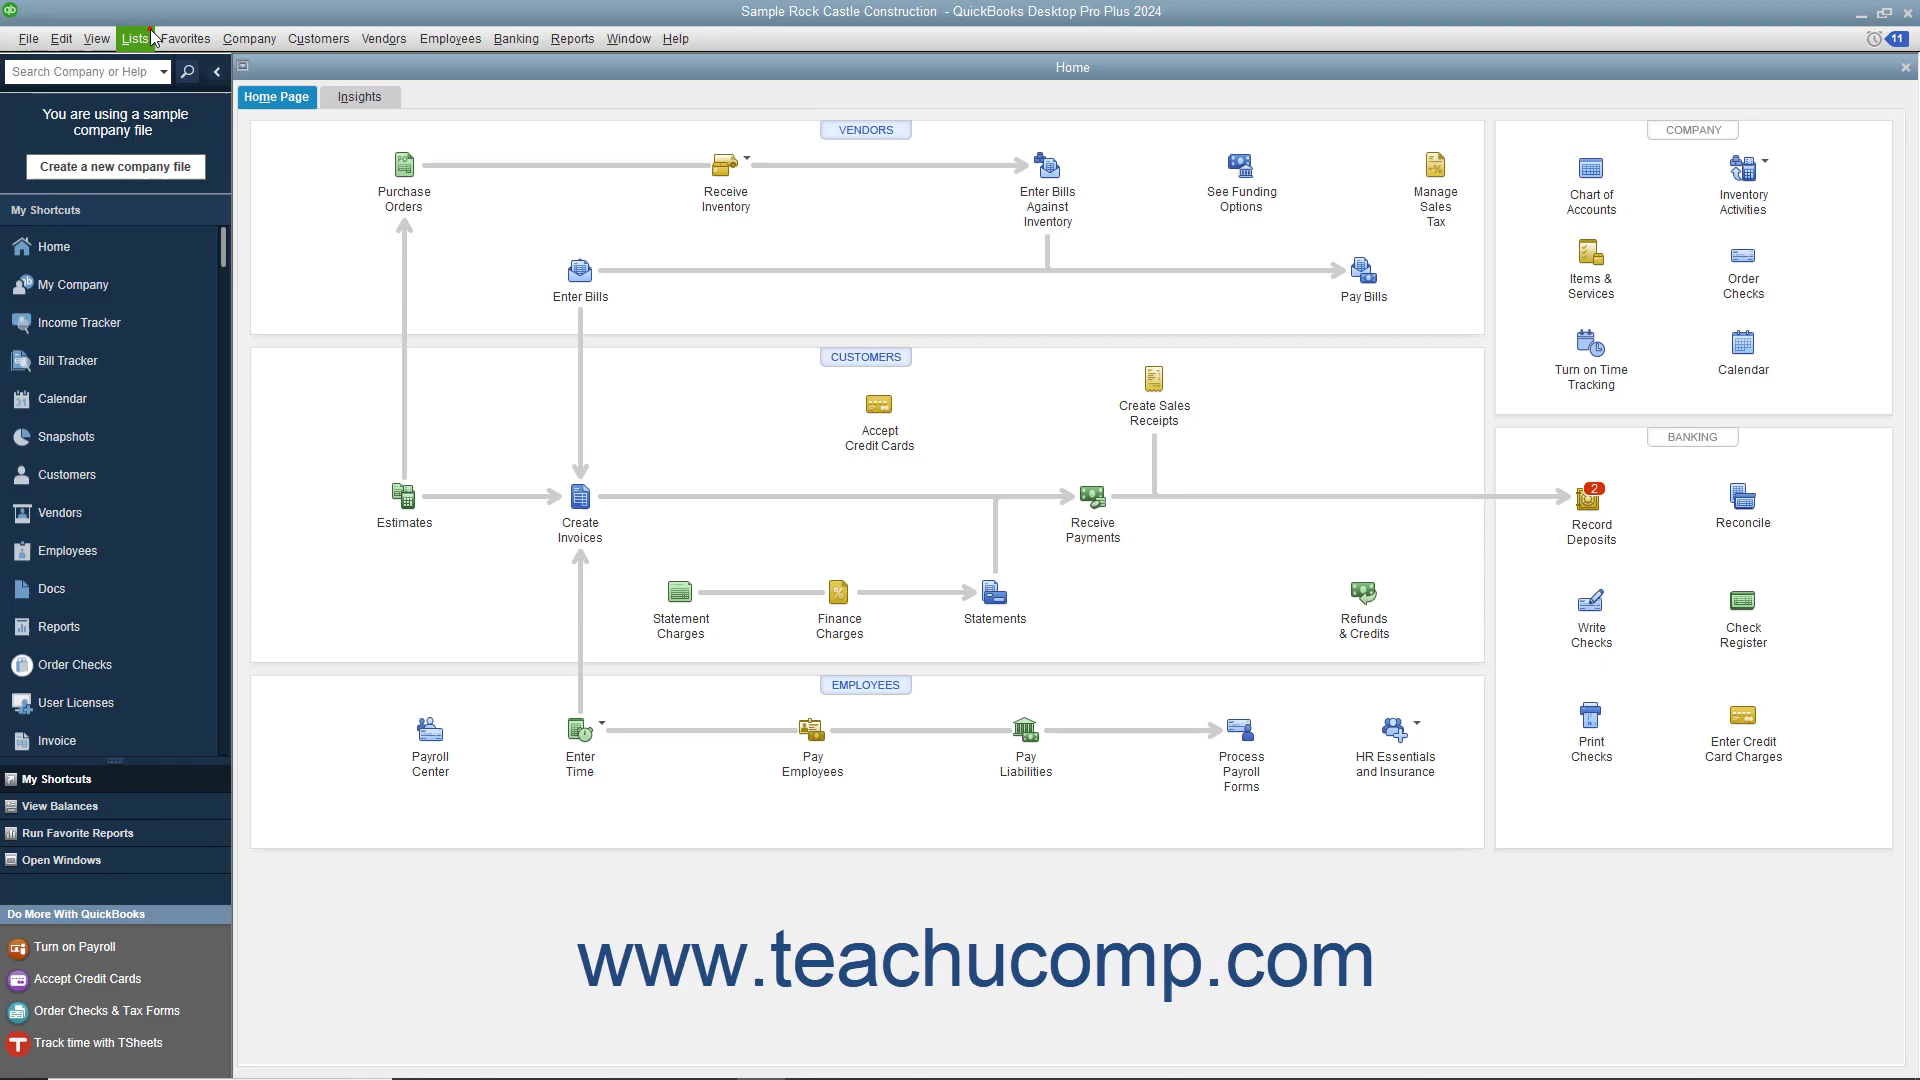 Sample Rock Castle Construction - QuickBooks Desktop Pro Plus 2024
File Edit View Lists Favorites Company Customers Vendors Employees Banking Reports Window Help
11
Search Company or Help
Home
Home Page Insights
You are using a sample
company file
Create a new company file
My Shortcuts
Home
My Company
Income Tracker
Bill Tracker
Calendar
Snapshots
Customers
Vendors
Employees
Docs
Reports
Order Checks
User Licenses
Invoice
My Shortcuts
View Balances
Run Favorite Reports
Open Windows
Do More With QuickBooks
Turn on Payroll
Accept Credit Cards
Order Checks & Tax Forms
Track time with TSheets
VENDORS
Purchase
Orders
Receive
Inventory
Enter Bills
Against
Inventory
See Funding
Options
Manage
Sales
Tax
Enter Bills
Pay Bills
CUSTOMERS
Create Sales
Receipts
Accept
Credit Cards
Estimates
Create
Invoices
Receive
Payments
Statement
Charges
Finance
Charges
Statements
Refunds
& Credits
EMPLOYEES
Payroll
Center
Enter
Time
Pay
Employees
Pay
Liabilities
Process
Payroll
Forms
HR Essentials
and Insurance
COMPANY
Chart of
Accounts
Inventory
Activities
Items &
Services
Order
Checks
Turn on Time
Tracking
Calendar
BANKING
2
Record
Deposits
Reconcile
Write
Checks
Check
Register
Print
Checks
Enter Credit
Card Charges
www.teachucomp.com